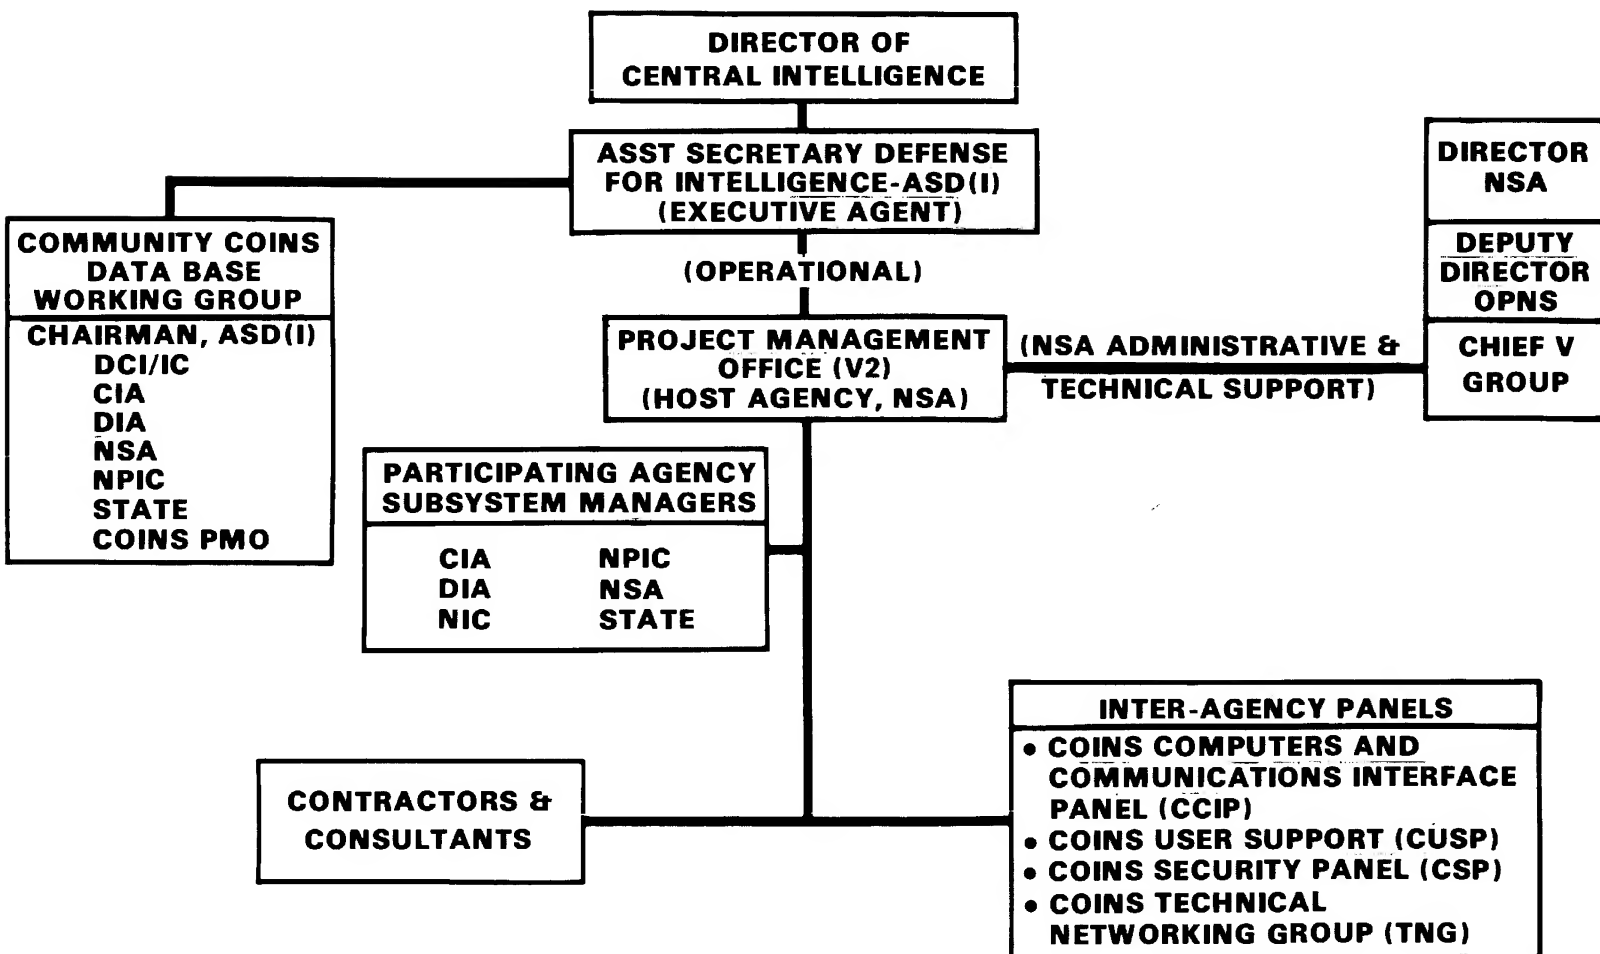 DIRECTOR OF
CENTRAL INTELLIGENCE
ASST SECRETARY DEFENSE
FOR INTELLIGENCE-ASD(I)
(EXECUTIVE AGENT)
(OPERATIONAL)
COMMUNITY COINS
DATA BASE
WORKING GROUP
CHAIRMAN, ASD(I)
DCI/IC
CIA
DIA
NSA
NPIC
STATE
COINS PMO
PROJECT MANAGEMENT
OFFICE (V2)
(HOST AGENCY, NSA)
(NSA ADMINISTRATIVE &
TECHNICAL SUPPORT)
DIRECTOR
NSA
DEPUTY
DIRECTOR
OPNS
CHIEF V
GROUP
PARTICIPATING AGENCY
SUBSYSTEM MANAGERS
CIA NPIC
DIA NSA
NIC STATE
CONTRACTORS &
CONSULTANTS
INTER-AGENCY PANELS
• COINS COMPUTERS AND
COMMUNICATIONS INTERFACE
PANEL (CCIP)
• COINS USER SUPPORT (CUSP)
• COINS SECURITY PANEL (CSP)
• COINS TECHNICAL
NETWORKING GROUP (TNG)